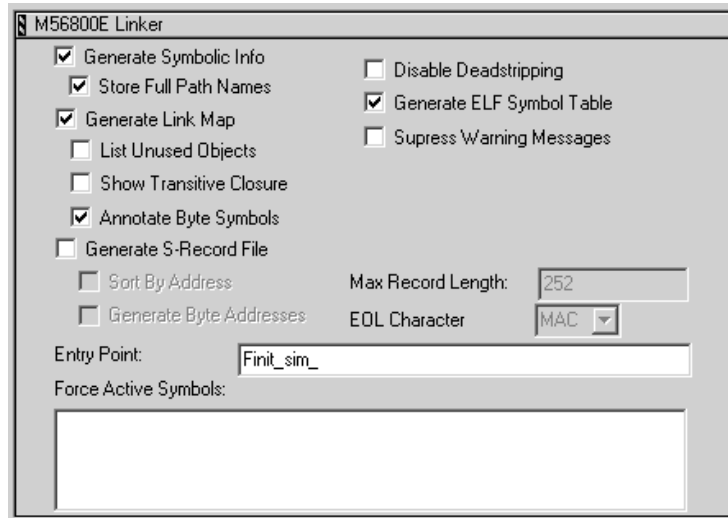 M56800E Linker
Generate Symbolic Info
Store Full Path Names
Generate Link Map
List Unused Objects
Show Transitive Closure
Annotate Byte Symbols
Generate S-Record File
Sort By Address
Generate Byte Addresses
Disable Deadstripping
Generate ELF Symbol Table
Supress Warning Messages
Max Record Length: 252
EOL Character MAC
Entry Point: Finit_sim_
Force Active Symbols: